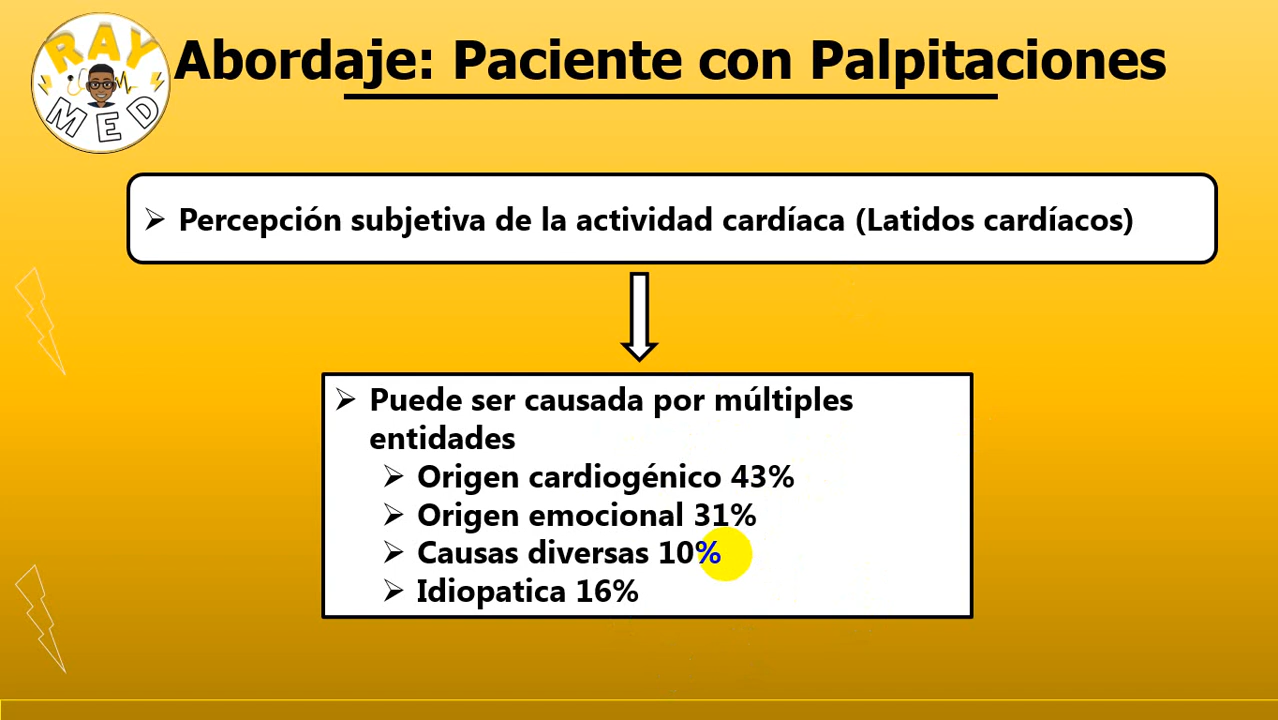 RAY
MED
Abordaje: Paciente con Palpitaciones
➢ Percepción subjetiva de la actividad cardíaca (Latidos cardíacos)
➢ Puede ser causada por múltiples
entidades
➢ Origen cardiogénico 43%
➢ Origen emocional 31%
➢ Causas diversas 10%
➢ Idiopatica 16%